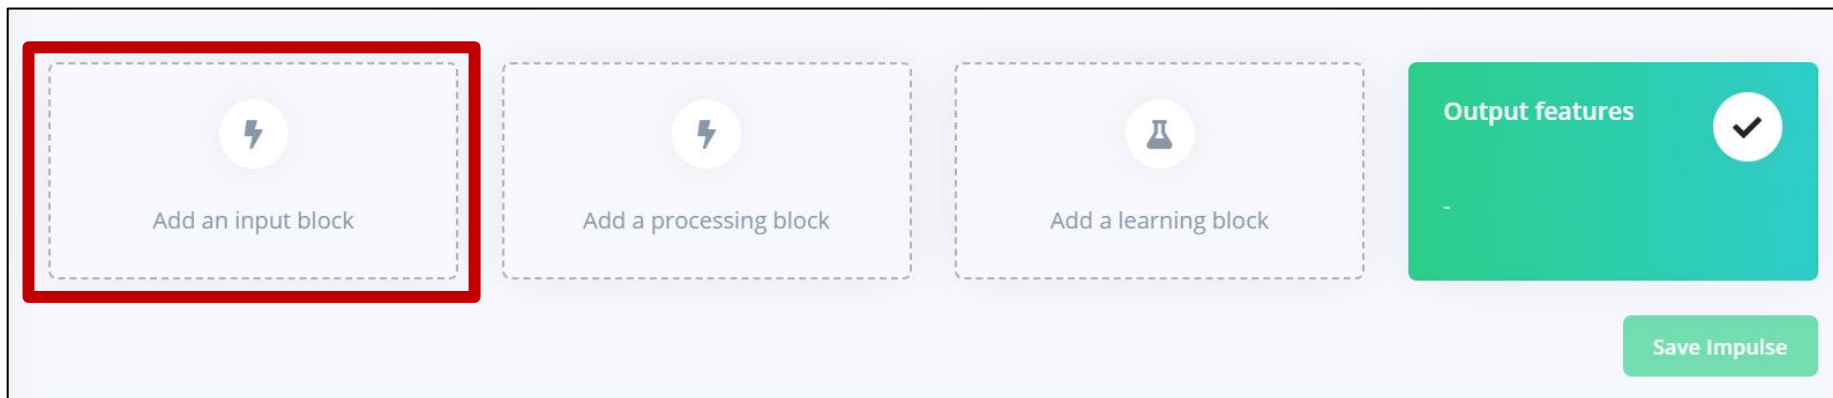 Add an input block
Add a processing block
Add a learning block
Output features
-
Save Impulse